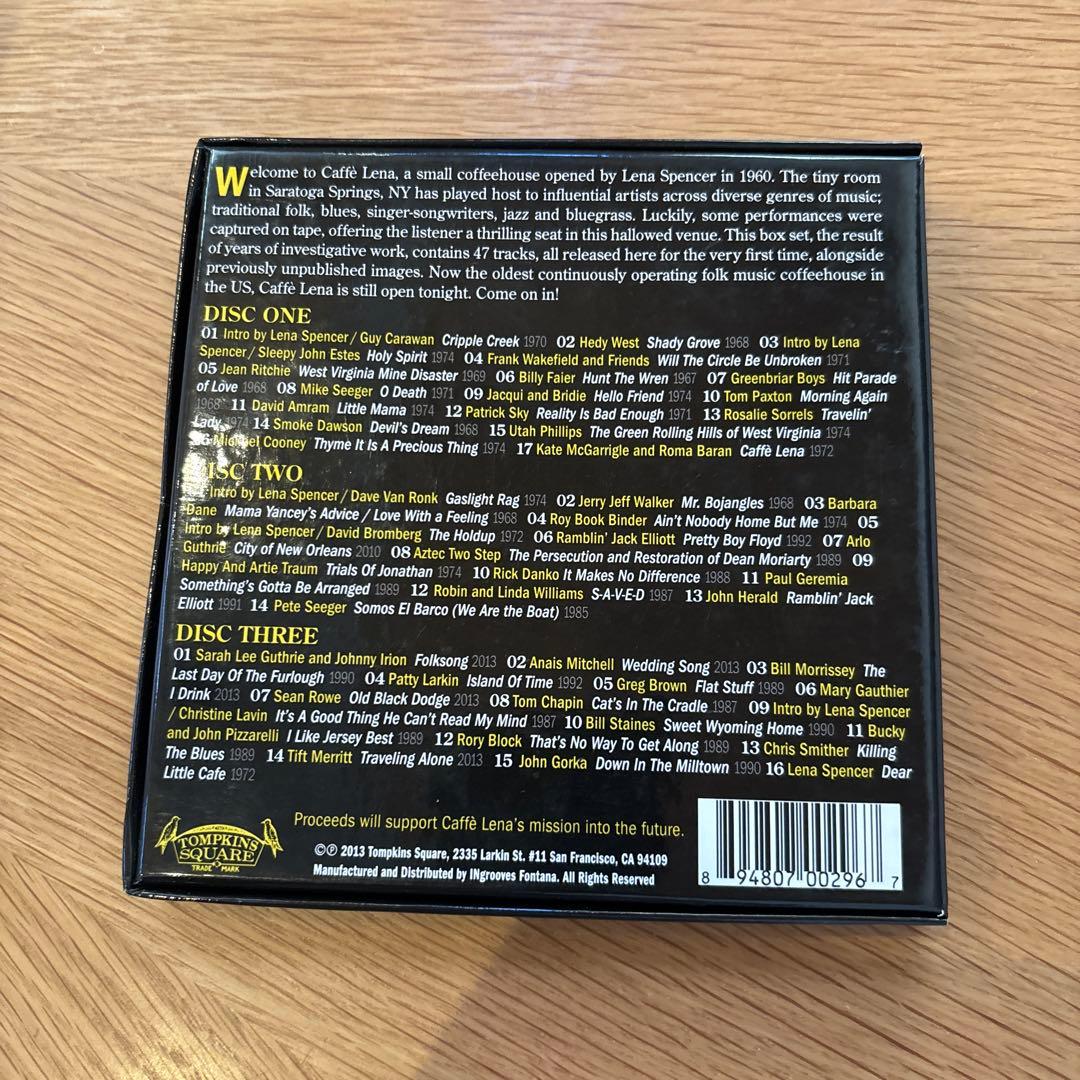 Welcome to Caffè Lena, a small coffeehouse opened by Lena Spencer in 1960. The tiny room
in Saratoga Springs, NY has played host to influential artists across diverse genres of music;
traditional folk, blues, singer-songwriters, jazz and bluegrass. Luckily, some performances were
captured on tape, offering the listener a thrilling seat in this hallowed venue. This box set, the result
of years of investigative work, contains 47 tracks, all released here for the very first time, alongside
previously unpublished images. Now the oldest continuously operating folk music coffeehouse in
the US, Caffè Lena is still open tonight. Come on in!
DISC ONE
01 Intro by Lena Spencer / Guy Carawan Cripple Creek 1970 02 Hedy West Shady Grove 1968 03 Intro by Lena
Spencer / Sleepy John Estes Holy Spirit 1974 04 Frank Wakefield and Friends Will The Circle Be Unbroken 1971
05 Jean Ritchie West Virginia Mine Disaster 1969 06 Billy Faier Hunt The Wren 1967 07 Greenbriar Boys Hit Parade
of Love 1968 08 Mike Seeger O Death 1971 09 Jacqui and Bridie Hello Friend 1974 10 Tom Paxton Morning Again
1968 11 David Amram Little Mama 1974 12 Patrick Sky Reality Is Bad Enough 1971 13 Rosalie Sorrels Travelin'
Lady 1974 14 Smoke Dawson Devil's Dream 1968 15 Utah Phillips The Green Rolling Hills of West Virginia 1974
16 Michael Cooney Thyme It Is A Precious Thing 1974 17 Kate McGarrigle and Roma Baran Caffè Lena 1972
DISC TWO
Intro by Lena Spencer / Dave Van Ronk Gaslight Rag 1974 02 Jerry Jeff Walker Mr. Bojangles 1968 03 Barbara
Dane Mama Yancey's Advice / Love With a Feeling 1968 04 Roy Book Binder Ain't Nobody Home But Me 1974 05
Intro by Lena Spencer / David Bromberg The Holdup 1972 06 Ramblin' Jack Elliott Pretty Boy Floyd 1992 07 Arlo
Guthrie City of New Orleans 2010 08 Aztec Two Step The Persecution and Restoration of Dean Moriarty 1989 09
Happy And Artie Traum Trials Of Jonathan 1974 10 Rick Danko It Makes No Difference 1988 11 Paul Geremia
Something's Gotta Be Arranged 1989 12 Robin and Linda Williams S-A-V-E-D 1987 13 John Herald Ramblin' Jack
Elliott 1991 14 Pete Seeger Somos El Barco (We Are the Boat) 1985
DISC THREE
01 Sarah Lee Guthrie and Johnny Irion Folksong 2013 02 Anais Mitchell Wedding Song 2013 03 Bill Morrissey The
Last Day Of The Furlough 1990 04 Patty Larkin Island Of Time 1992 05 Greg Brown Flat Stuff 1989 06 Mary Gauthier
I Drink 2013 07 Sean Rowe Old Black Dodge 2013 08 Tom Chapin Cat's In The Cradle 1987 09 Intro by Lena Spencer
/ Christine Lavin It's A Good Thing He Can't Read My Mind 1987 10 Bill Staines Sweet Wyoming Home 1990 11 Bucky
and John Pizzarelli I Like Jersey Best 1989 12 Rory Block That's No Way To Get Along 1989 13 Chris Smither Killing
The Blues 1989 14 Tift Merritt Traveling Alone 2013 15 John Gorka Down In The Milltown 1990 16 Lena Spencer Dear
Little Cafe 1972
TOMPKINS
SQUARE
TRADE MARK
Proceeds will support Caffè Lena's mission into the future.
©℗ 2013 Tompkins Square, 2335 Larkin St. #11 San Francisco, CA 94109
Manufactured and Distributed by INgrooves Fontana. All Rights Reserved
8 94807 00296 7